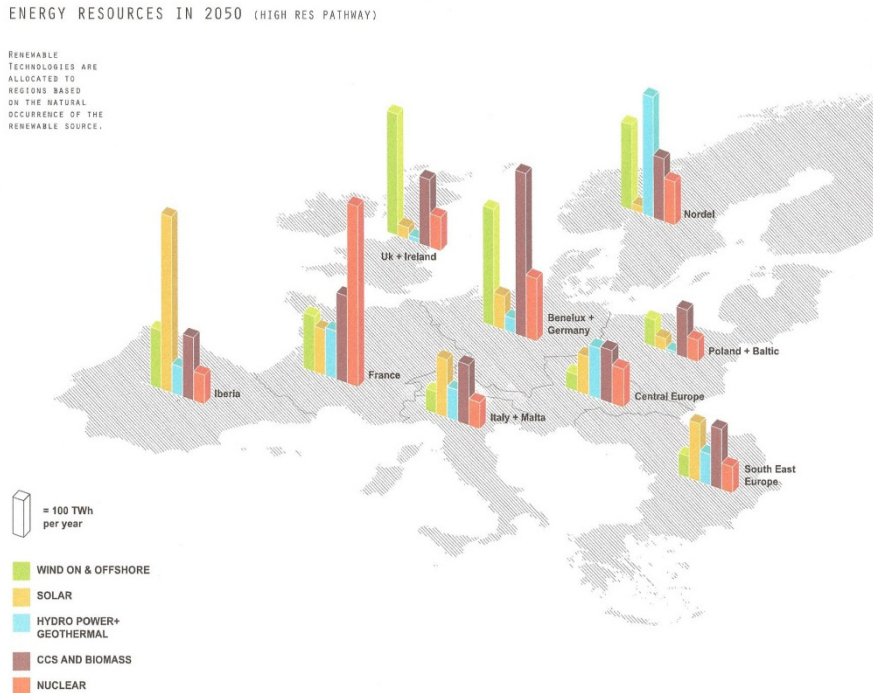 ENERGY RESOURCES IN 2050 (HIGH RES PATHWAY)
RENEWABLE
TECHNOLOGIES ARE
ALLOCATED TO
REGIONS BASED
ON THE NATURAL
OCCURRENCE OF THE
RENEWABLE SOURCE.
Nordel
Uk + Ireland
Benelux +
Germany
Poland + Baltic
France
Iberia
Central Europe
Italy + Malta
South East
Europe
= 100 TWh
per year
WIND ON & OFFSHORE
SOLAR
HYDRO POWER+
GEOTHERMAL
CCS AND BIOMASS
NUCLEAR